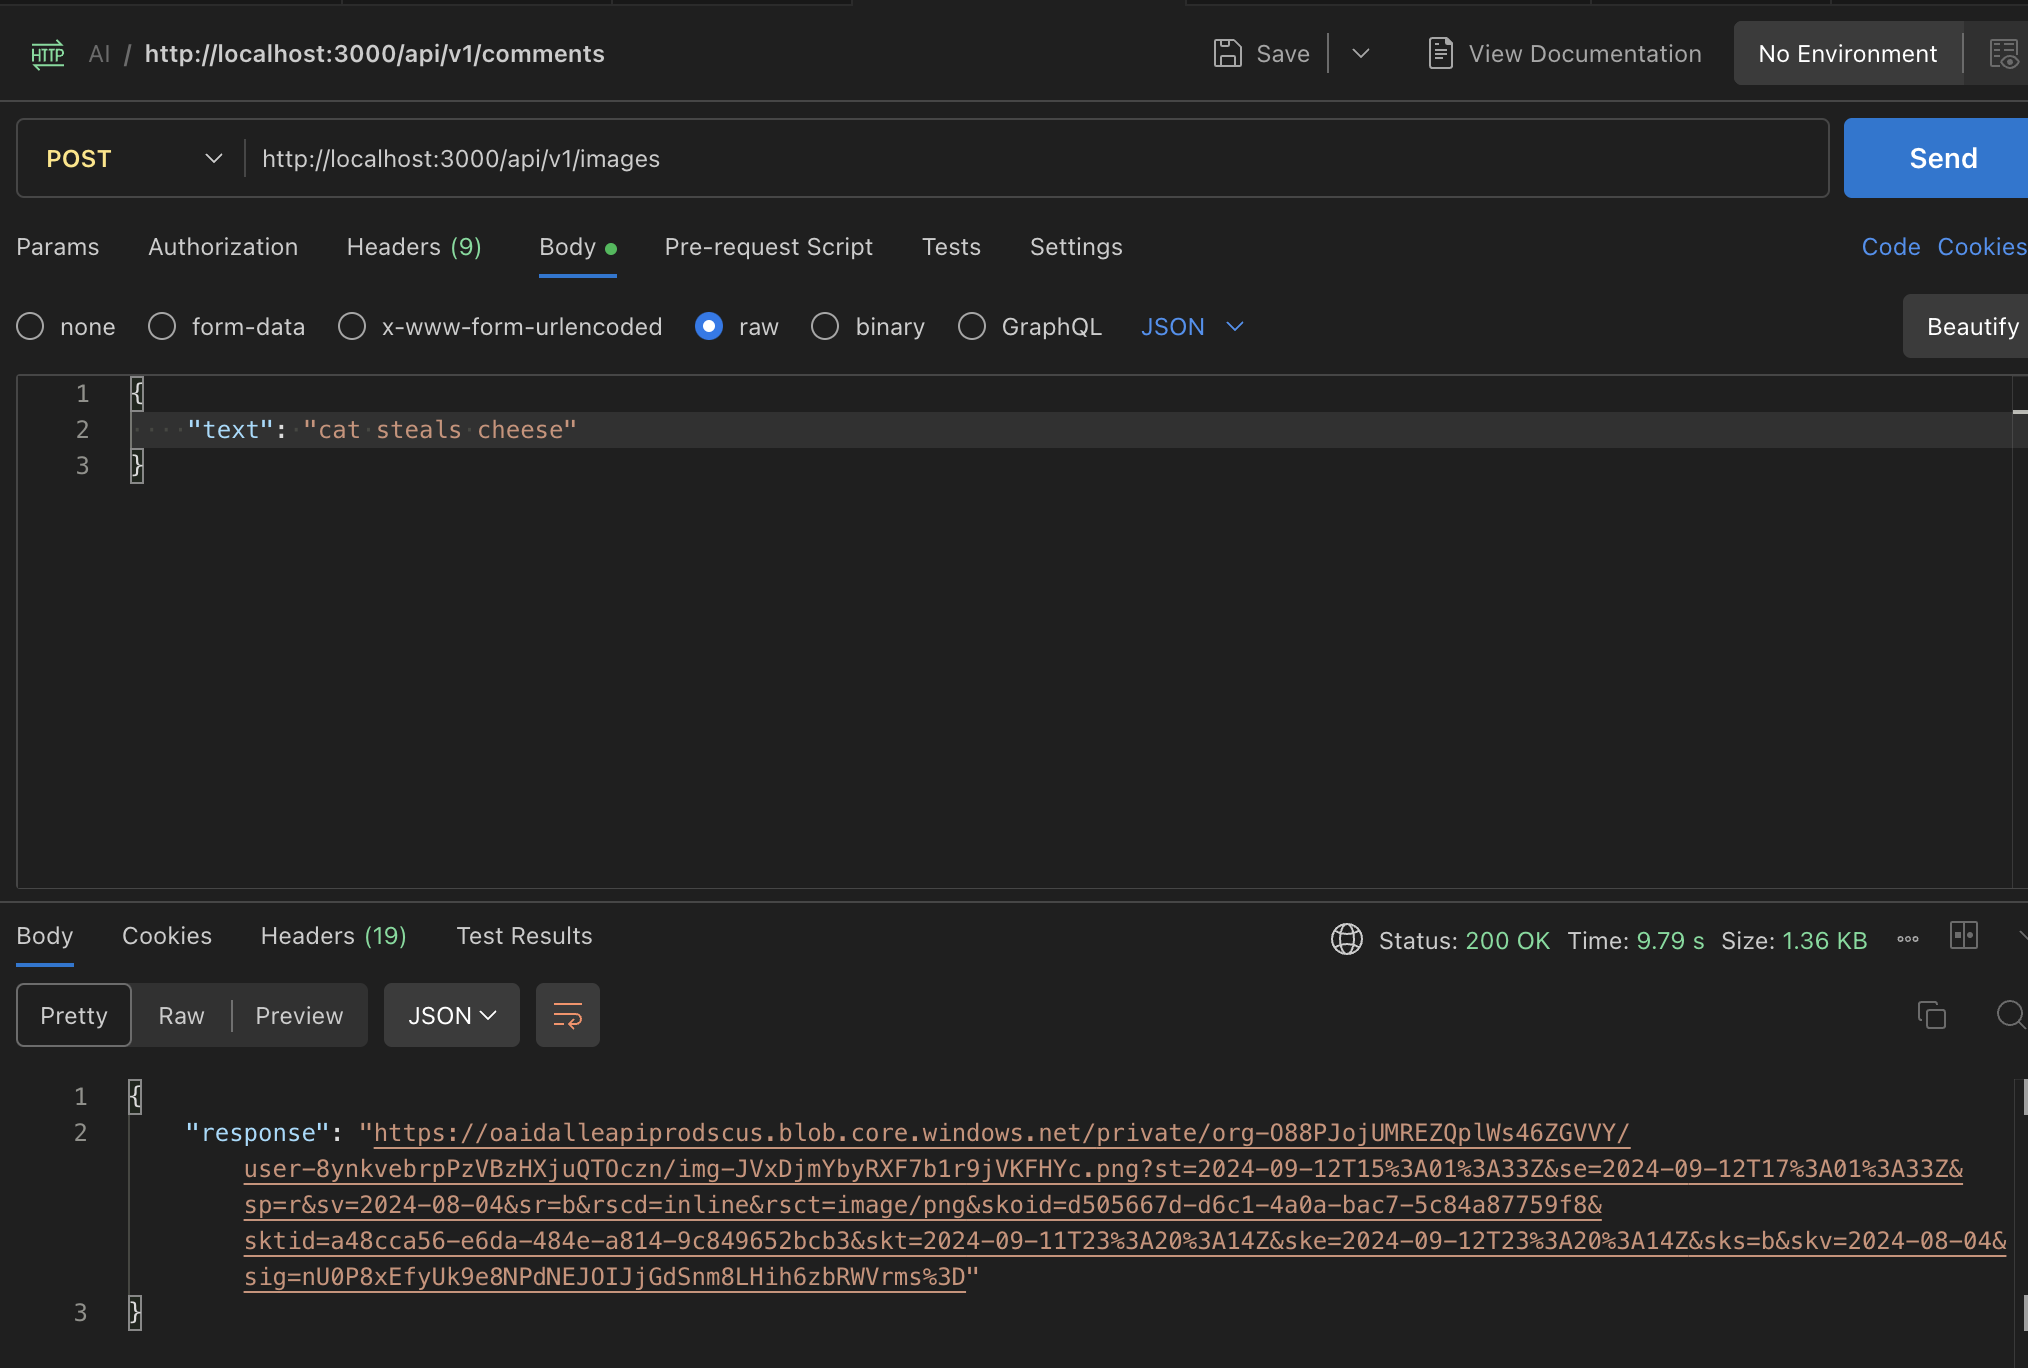 HTTP AI / http://localhost:3000/api/v1/comments Save View Documentation No Environment
POST http://localhost:3000/api/v1/images Send
Params Authorization Headers (9) Body Pre-request Script Tests Settings Code Cookies
none form-data x-www-form-urlencoded raw binary GraphQL JSON Beautify
1 {
2 "text": "cat steals cheese"
3 }
Body Cookies Headers (19) Test Results Status: 200 OK Time: 9.79 s Size: 1.36 KB
Pretty Raw Preview JSON
1 {
2 "response": "https://oaidalleapiprodscus.blob.core.windows.net/private/org-O88PJojUMREZQplWs46ZGVVY/
user-8ynkvebrpPzVBzHXjuQTOczn/img-JVxDjmYbyRXF7b1r9jVKFHYc.png?st=2024-09-12T15%3A01%3A33Z&se=2024-09-12T17%3A01%3A33Z&
sp=r&sv=2024-08-04&sr=b&rscd=inline&rsct=image/png&skoid=d505667d-d6c1-4a0a-bac7-5c84a87759f8&
sktid=a48cca56-e6da-484e-a814-9c849652bcb3&skt=2024-09-11T23%3A20%3A14Z&ske=2024-09-12T23%3A20%3A14Z&sks=b&skv=2024-08-04&
sig=nU0P8xEfyUk9e8NPdNEJOIJjGdSnm8LHih6zbRWVrms%3D"
3 }